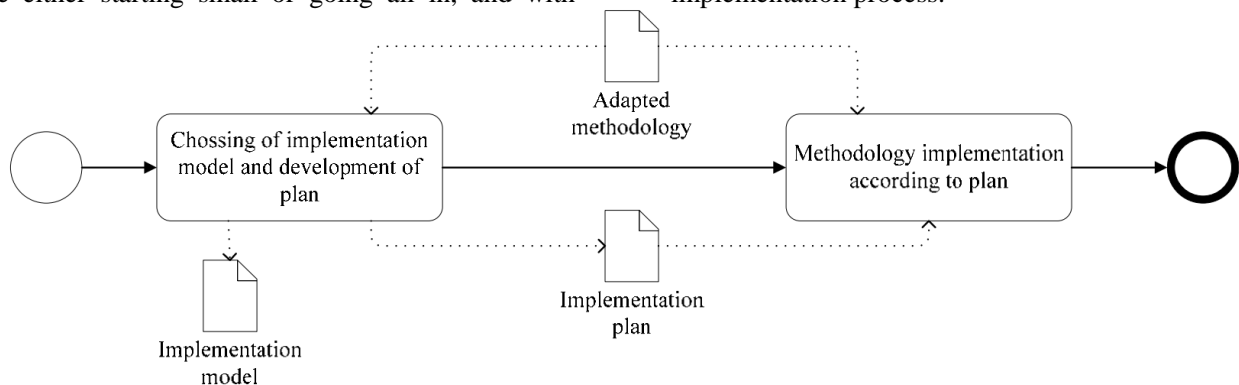 either starting small or going all in, and with implementation process.
Adapted
methodology
Chossing of implementation
model and development of
plan
Methodology implementation
according to plan
Implementation
plan
Implementation
model